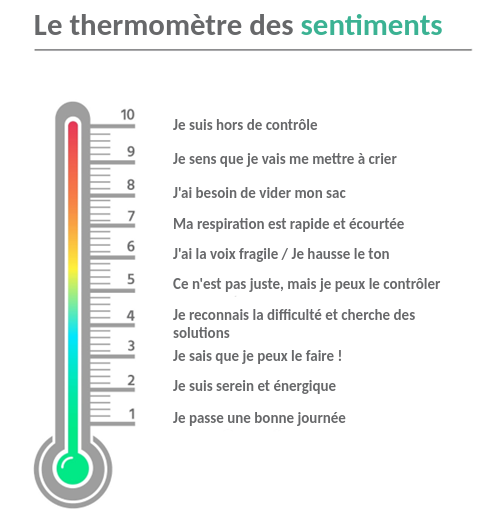 Le thermomètre des sentiments
10
Je suis hors de contrôle
9
Je sens que je vais me mettre à crier
8
J'ai besoin de vider mon sac
7
Ma respiration est rapide et écourtée
6
J'ai la voix fragile / Je hausse le ton
5
Ce n'est pas juste, mais je peux le contrôler
4
Je reconnais la difficulté et cherche des
solutions
3
Je sais que je peux le faire !
2
Je suis serein et énergique
1
Je passe une bonne journée